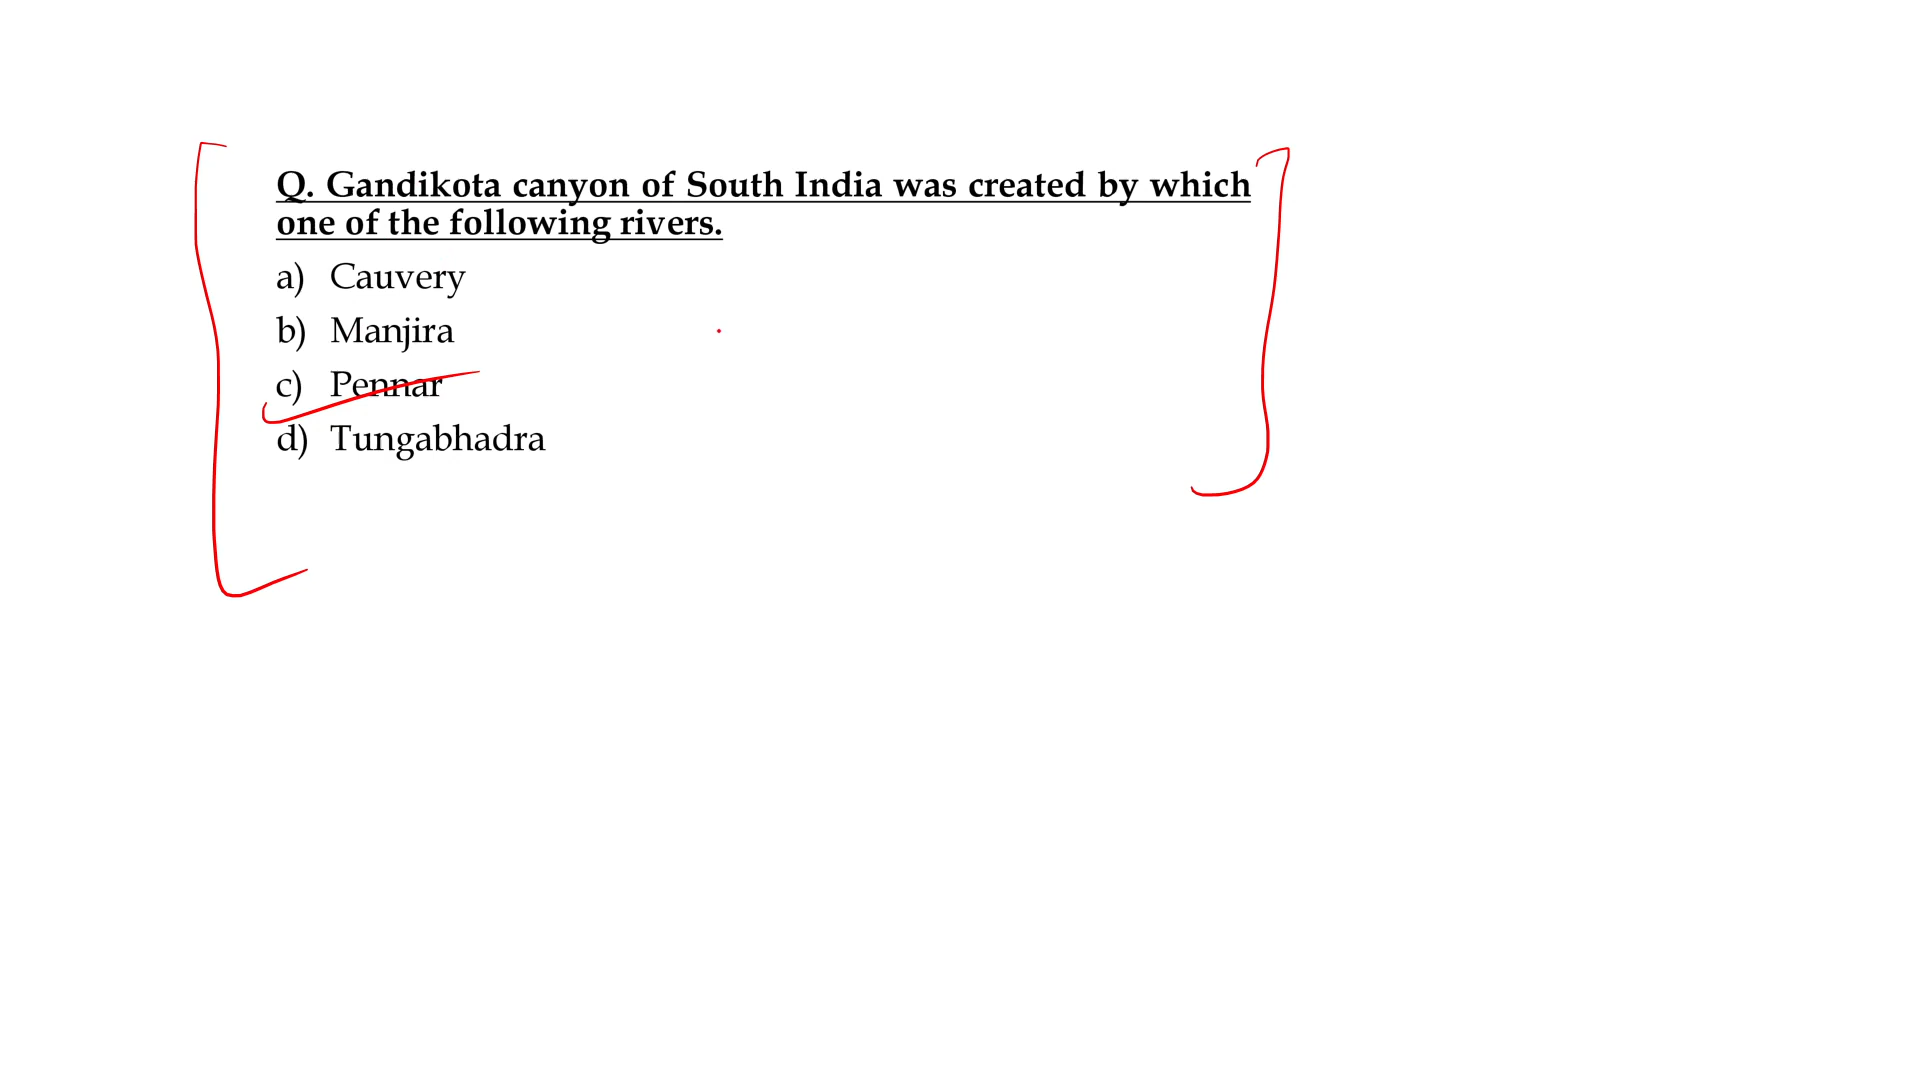 Q. Gandikota canyon of South India was created by which
one of the following rivers.
a) Cauvery
b) Manjira
c) Pennar
d) Tungabhadra